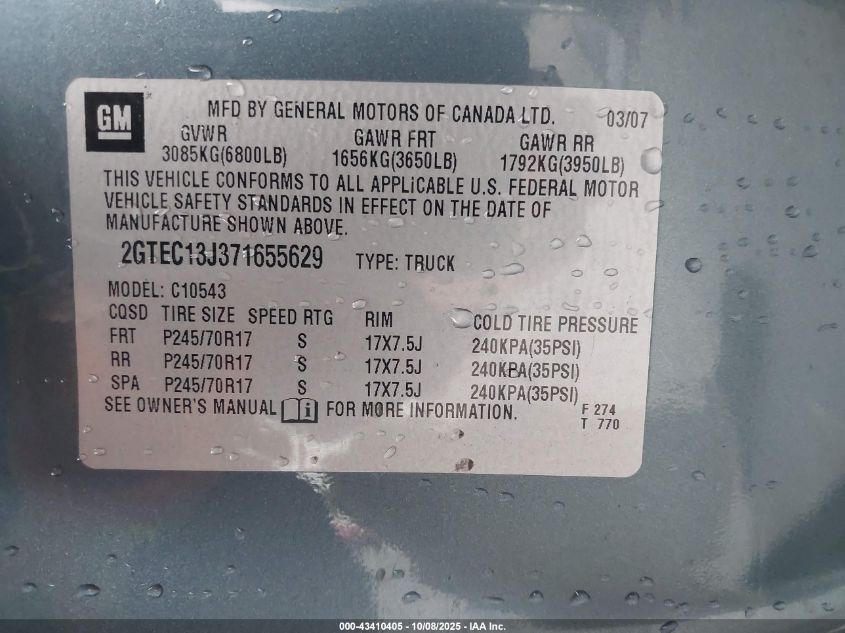 GM
MFD BY GENERAL MOTORS OF CANADA LTD. 03/07
GVWR GAWR FRT GAWR RR
3085KG(6800LB) 1656KG(3650LB) 1792KG(3950LB)
THIS VEHICLE CONFORMS TO ALL APPLICABLE U.S. FEDERAL MOTOR
VEHICLE SAFETY STANDARDS IN EFFECT ON THE DATE OF
MANUFACTURE SHOWN ABOVE.
2GTEC13J371655629 TYPE: TRUCK
MODEL: C10543
CQSD TIRE SIZE SPEED RTG RIM COLD TIRE PRESSURE
FRT P245/70R17 S 17X7.5J 240KPA(35PSI)
RR P245/70R17 S 17X7.5J 240KPA(35PSI)
SPA P245/70R17 S 17X7.5J 240KPA(35PSI)
SEE OWNER'S MANUAL i FOR MORE INFORMATION.
F 274
T 770
000-43410405 - 10/08/2025 - IAA Inc.